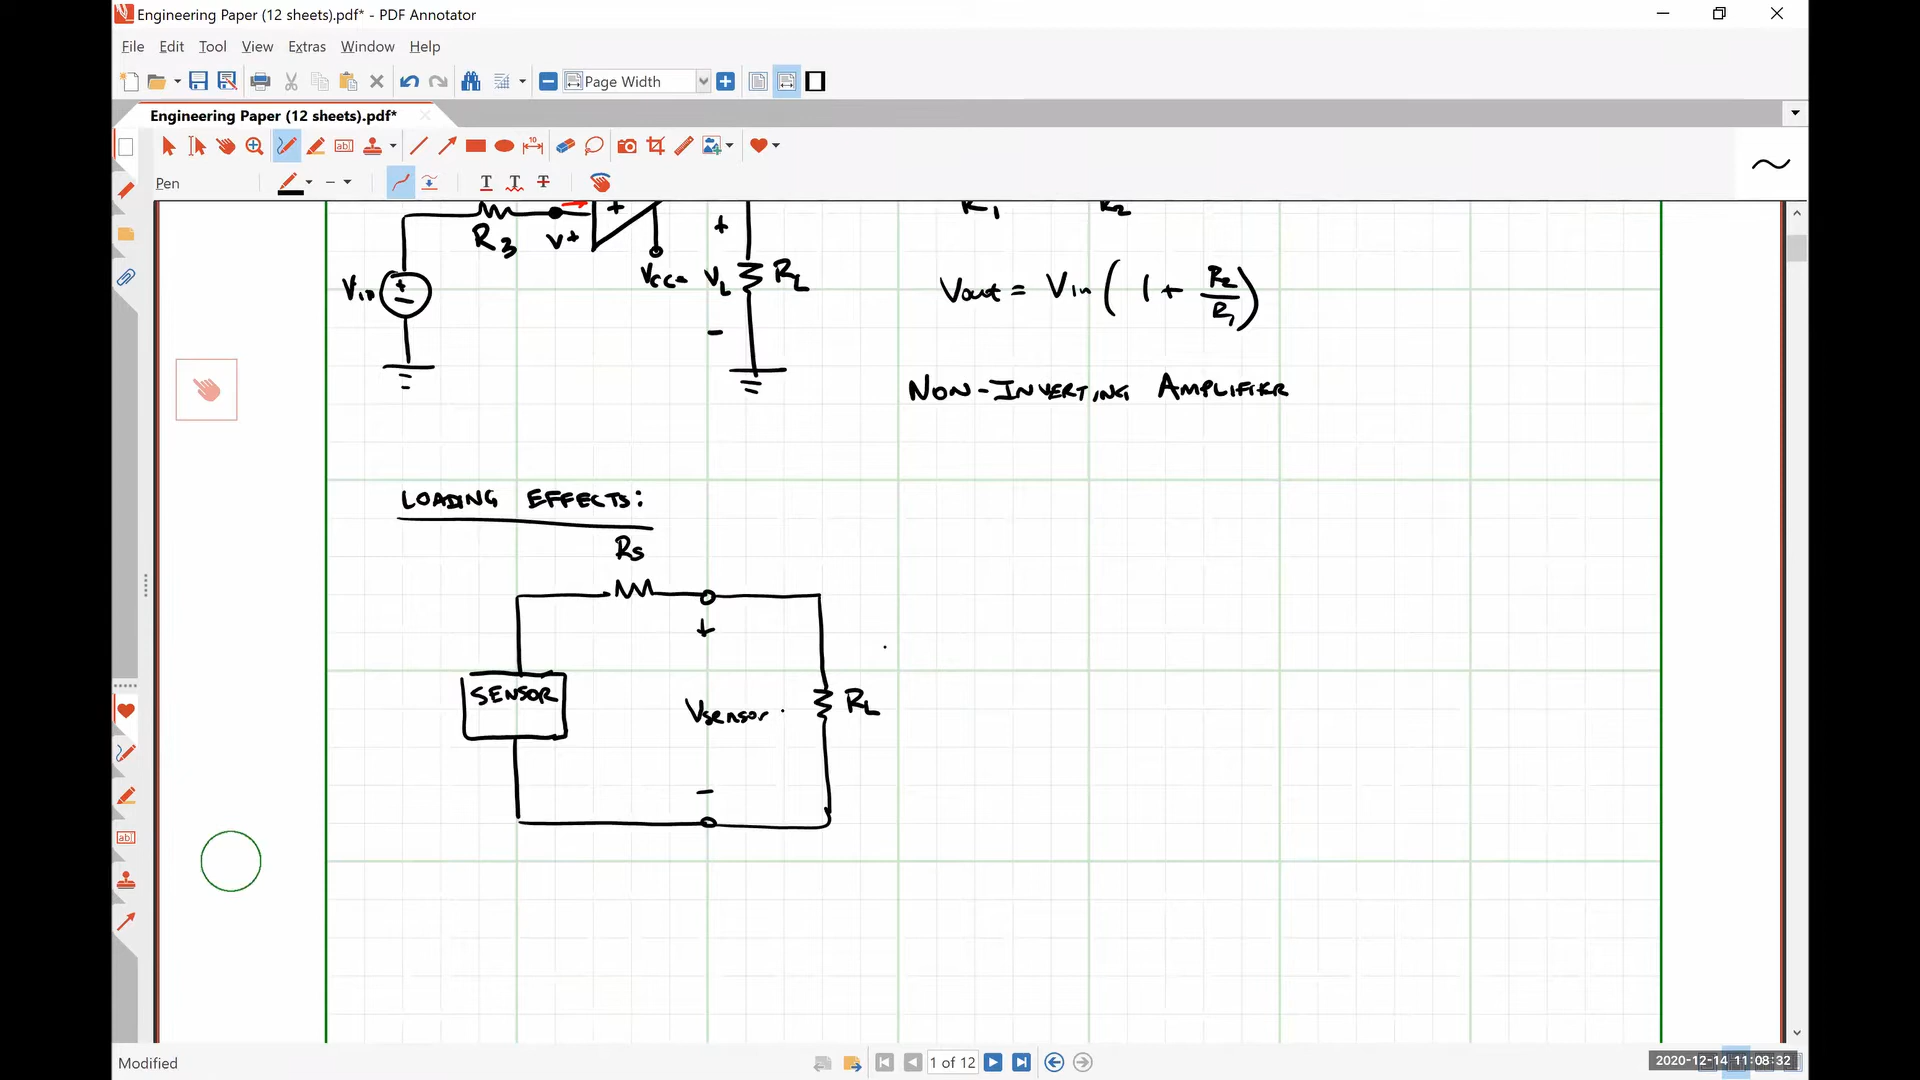 Engineering Paper (12 sheets).pdf* - PDF Annotator
File Edit Tool View Extras Window Help
Page Width
Engineering Paper (12 sheets).pdf*
Pen
R3 V+ + Vcc- + VL - RL
Vin + -
R1 R2
Vout = Vin ( 1 + R2/R1 )
NON-INVERTING AMPLIFIER
LOADING EFFECTS:
Rs
+
SENSOR
Vsensor
RL
-
Modified
1 of 12
2020-12-14 11:08:32